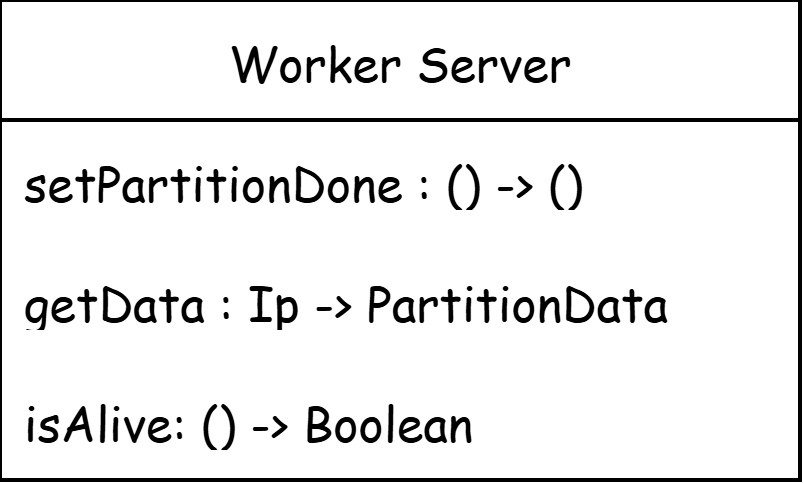 Worker Server
setPartitionDone : () -> ()
getData : Ip -> PartitionData
isAlive: () -> Boolean